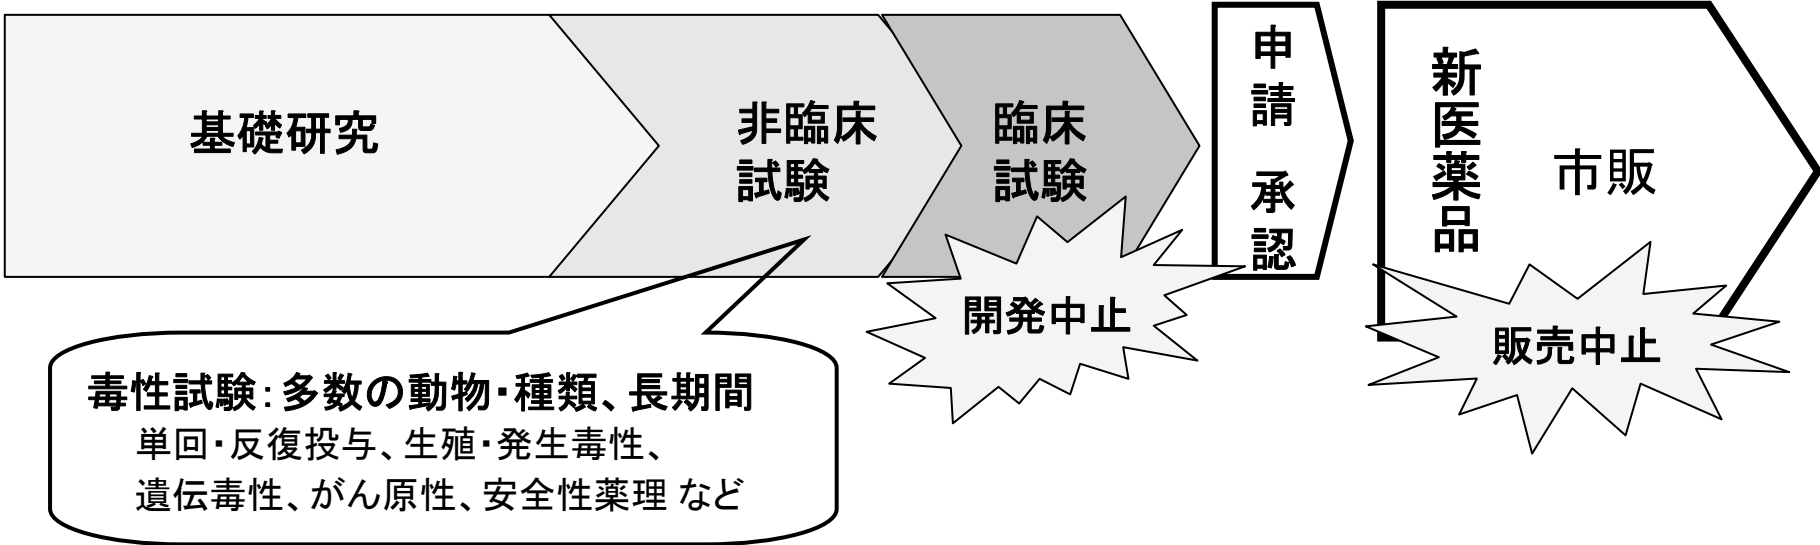 基礎研究
非臨床
試験
臨床
試験
申請 承認
新医薬品
市販
開発中止
販売中止
毒性試験：多数の動物・種類、長期間
単回・反復投与、生殖・発生毒性、
遺伝毒性、がん原性、安全性薬理 など